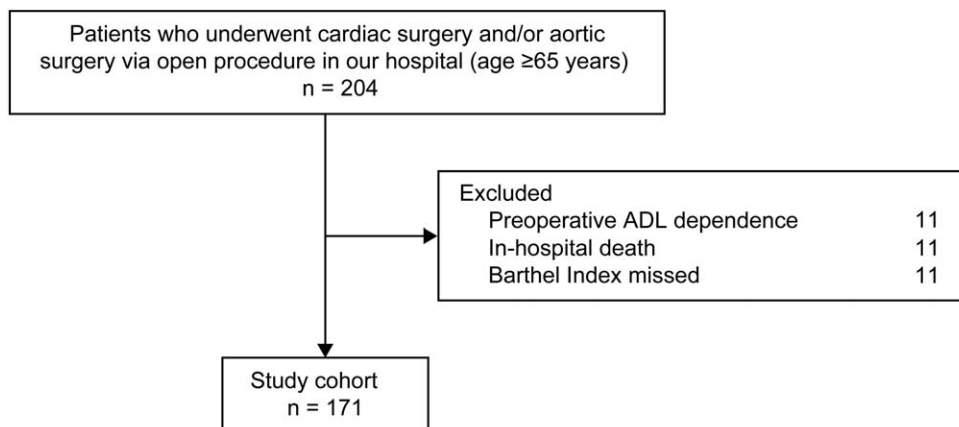 Patients who underwent cardiac surgery and/or aortic
surgery via open procedure in our hospital (age ≥65 years)
n = 204
Excluded
Preoperative ADL dependence 11
In-hospital death 11
Barthel Index missed 11
Study cohort
n = 171